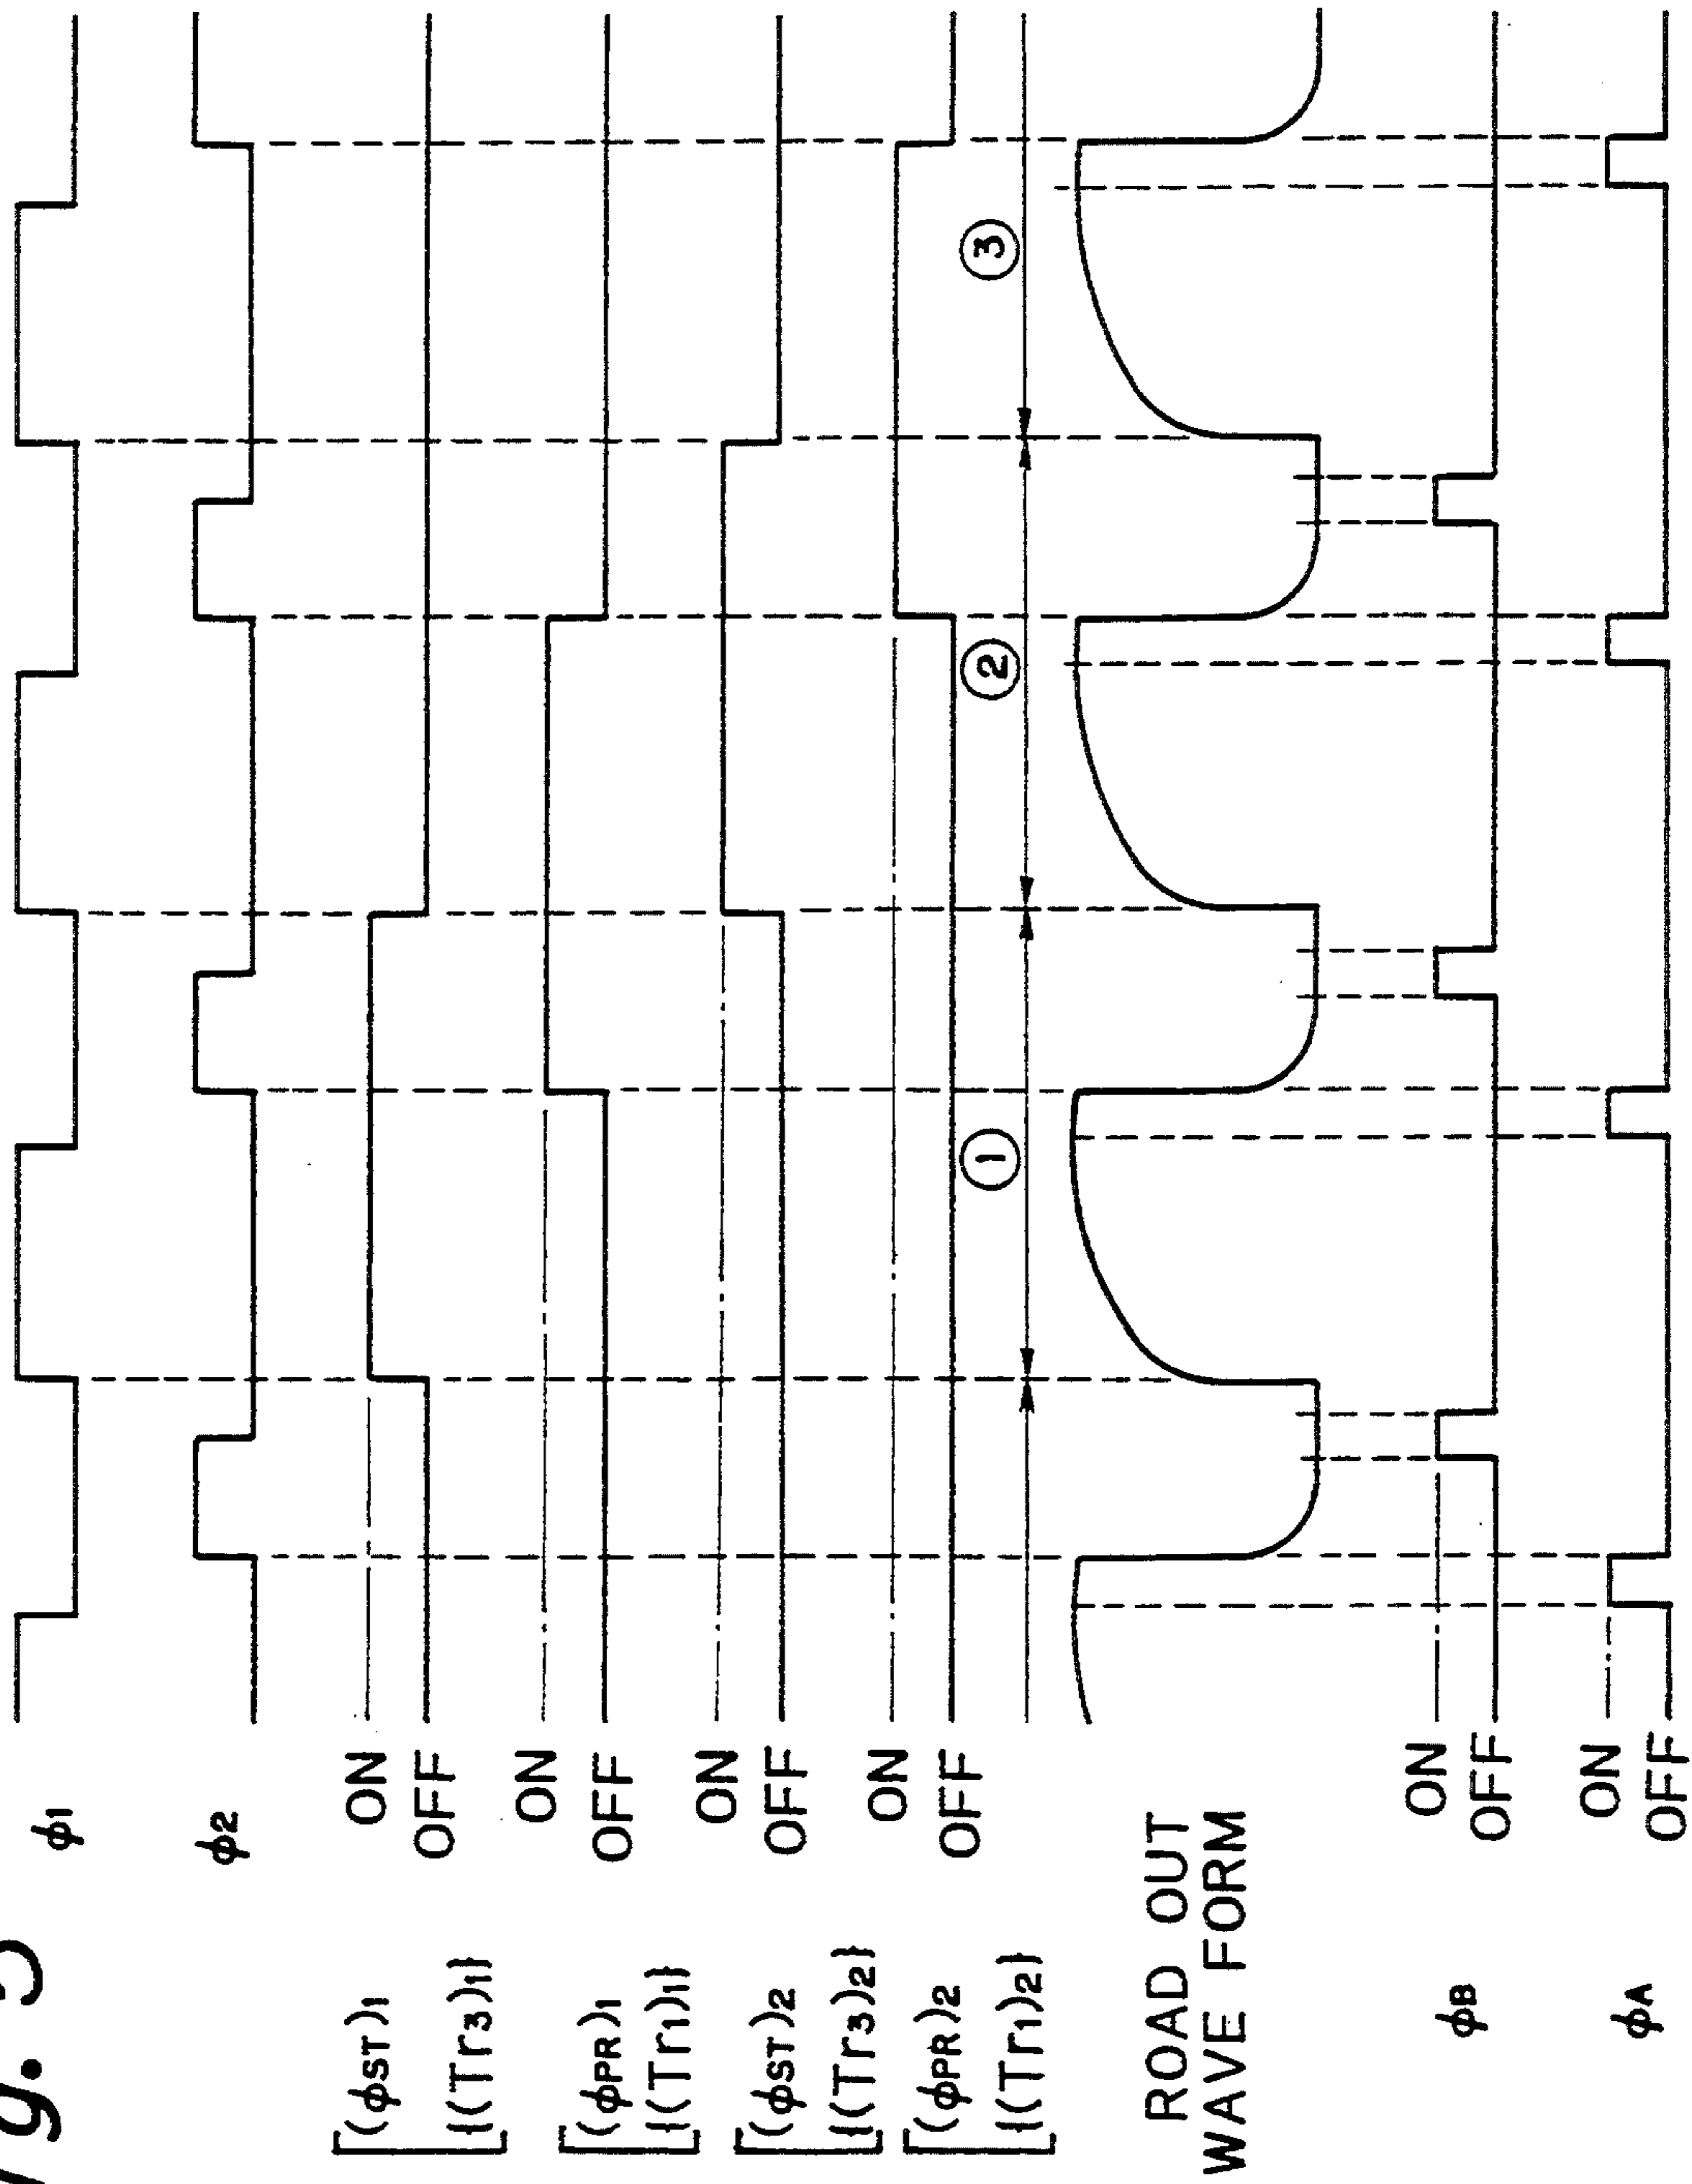 g. 5
ϕ1
ϕ2
ON
OFF
[(ϕST)1
{(Tr3)1}
ON
OFF
[(ϕPR)1
{(Tr1)1}
ON
OFF
[(ϕST)2
{(Tr3)2}
ON
OFF
[(ϕPR)2
{(Tr1)2}
① ② ③
ROAD OUT
WAVE FORM
ON
OFF
ϕB
ON
OFF
ϕA